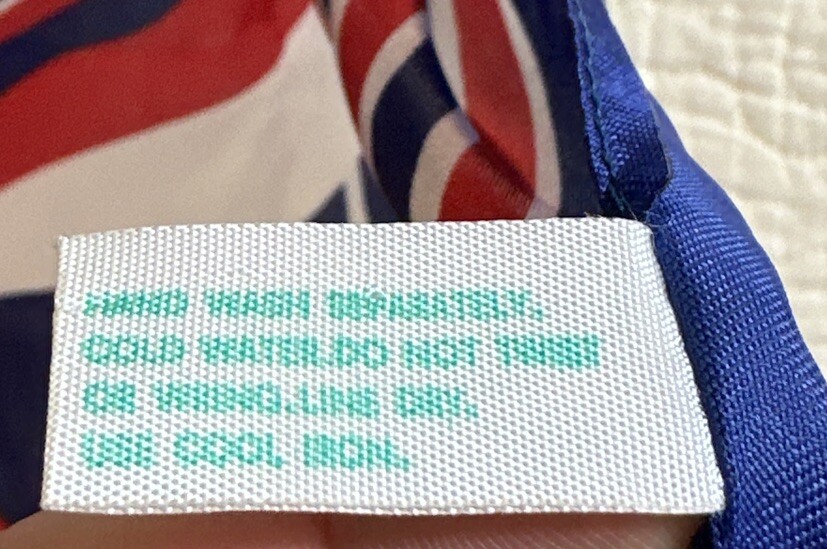 HAND WASH SEPARATELY.
COLD WATER.DO NOT TWIST
OR WRING.LINE DRY.
USE COOL IRON.